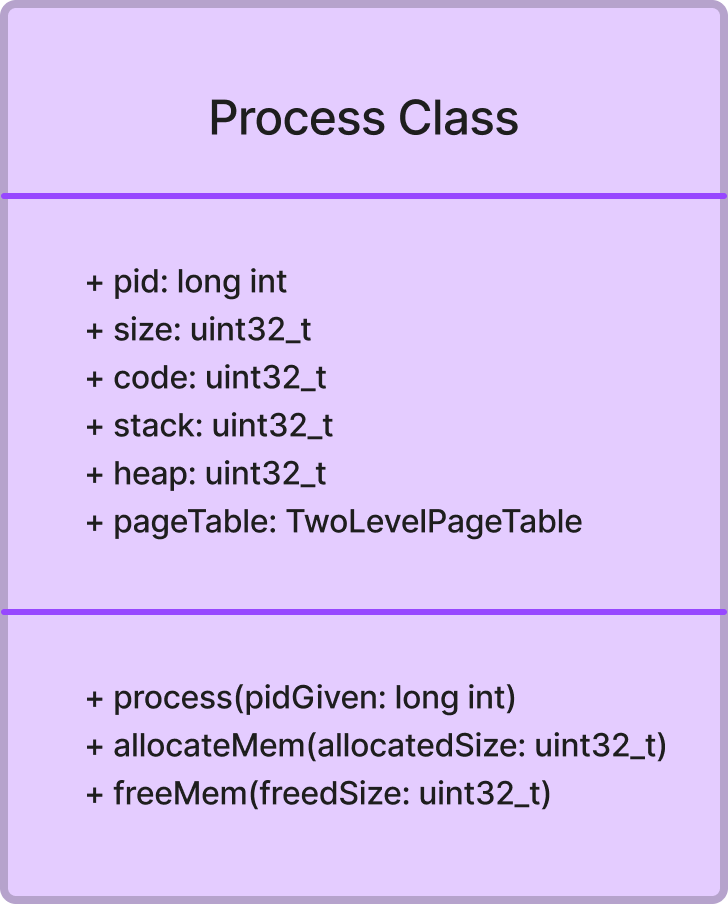 Process Class
+ pid: long int
+ size: uint32_t
+ code: uint32_t
+ stack: uint32_t
+ heap: uint32_t
+ pageTable: TwoLevelPageTable
+ process(pidGiven: long int)
+ allocateMem(allocatedSize: uint32_t)
+ freeMem(freedSize: uint32_t)